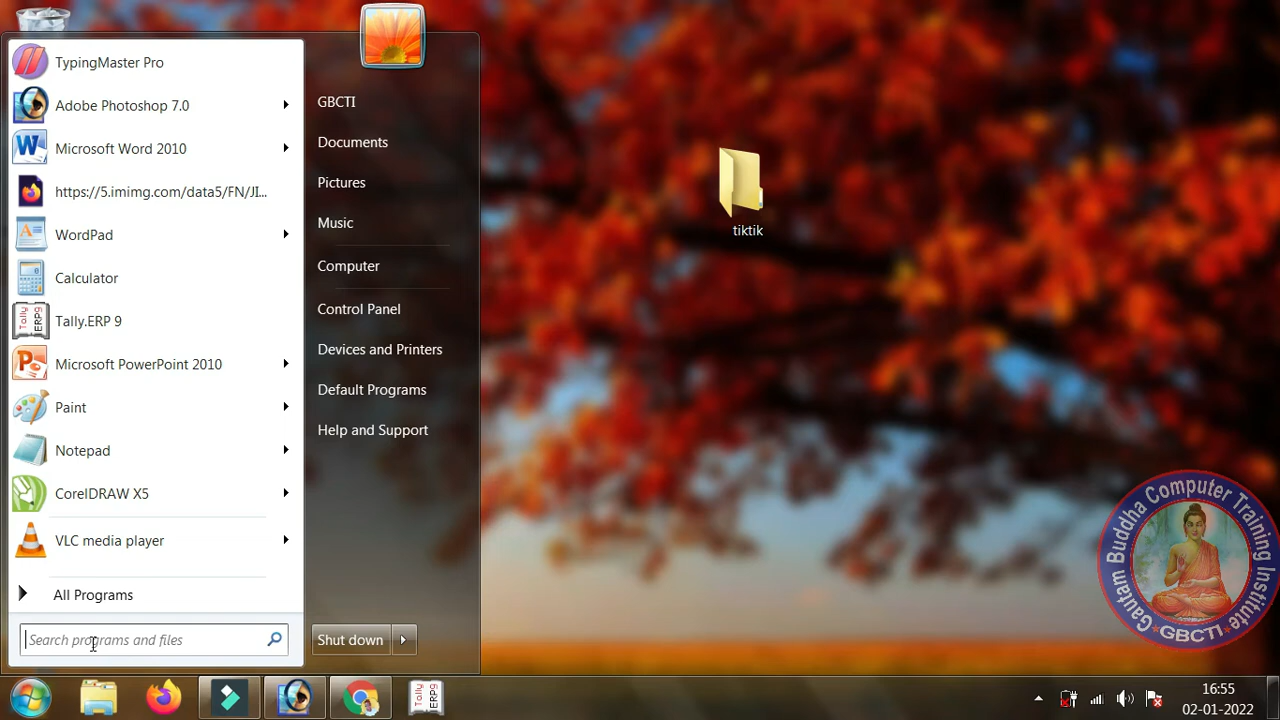 TypingMaster Pro
Adobe Photoshop 7.0
Microsoft Word 2010
https://5.imimg.com/data5/FN/JI...
WordPad
Calculator
Tally.ERP 9
Microsoft PowerPoint 2010
Paint
Notepad
CorelDRAW X5
VLC media player
All Programs
Search programs and files
GBCTI
Documents
Pictures
Music
Computer
Control Panel
Devices and Printers
Default Programs
Help and Support
Shut down
tiktik
Gautam Buddha Computer Training Institute
GBCTI
Tally
ERP9
16:55
02-01-2022